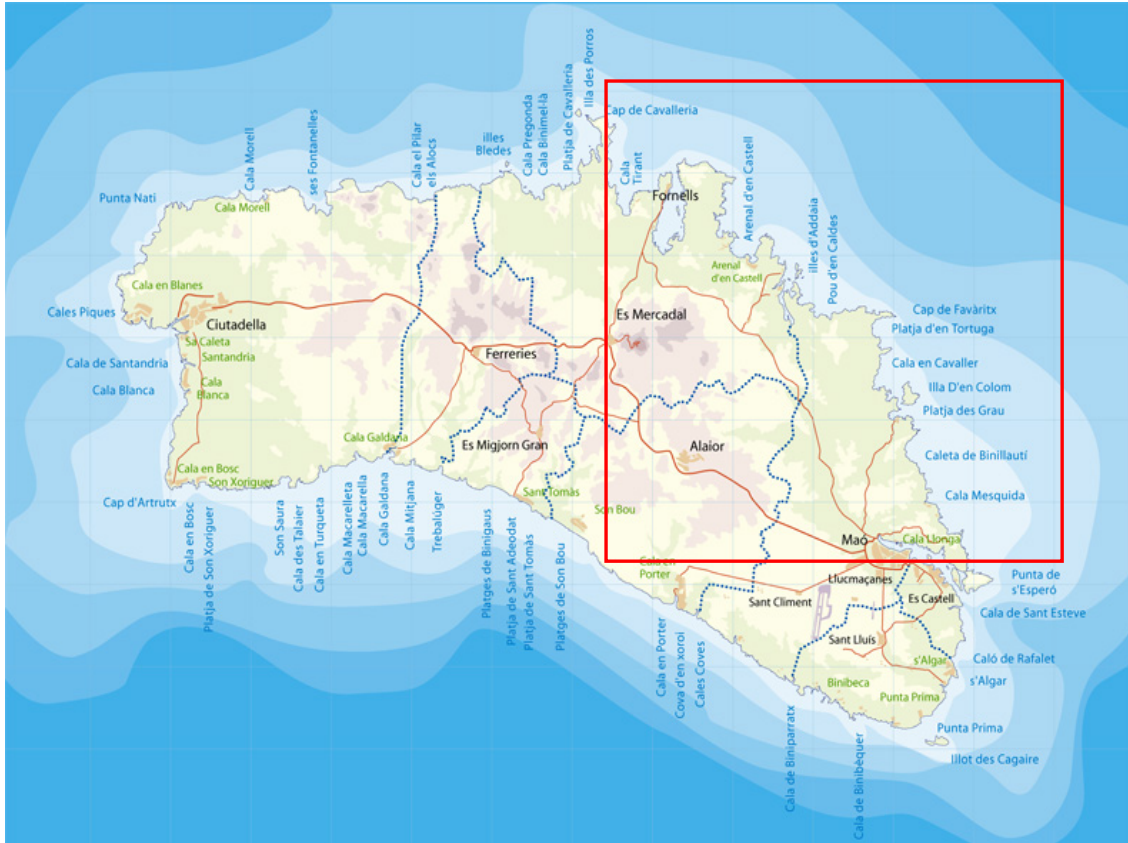 Illa des Porros
Platja de Cavalleria
Cala Binimel-là
Cala Pregonda
illes
Bledes
Cap de Cavalleria
Cala
Tirant
Cala el Pilar
els Alocs
ses Fontanelles
Cala Morell
Punta Nati
Cala Morell
Fornells
Arenal d'en Castell
illes d'Addaia
Pou d'en Caldes
Arenal
d'en Castell
Cala en Blanes
Cales Piques
Ciutadella
Es Mercadal
Cap de Favàritx
Platja d'en Tortuga
Sa Caleta
Santandria
Cala de Santandria
Ferreries
Cala en Cavaller
Cala Blanca
Cala
Blanca
Illa D'en Colom
Platja des Grau
Cala Galdana
Es Migjorn Gran
Alaior
Caleta de Binillautí
Cala en Bosc
Son Xoriguer
Cap d'Artrutx
Sant Tomàs
Son Bou
Cala Mesquida
Cala en Bosc
Platja de Son Xoriguer
Son Saura
Cala des Talaier
Cala en Turqueta
Cala Macarelleta
Cala Macarella
Cala Galdana
Cala Mitjana
Trebalúger
Platges de Binigaus
Platja de Sant Adeodat
Platja de Sant Tomàs
Platges de Son Bou
Maó
Cala Llonga
Cala en
Porter
Llucmaçanes
Punta de
s'Esperó
Sant Climent
Es Castell
Cala de Sant Esteve
Cala en Porter
Cova d'en xoroi
Cales Coves
Sant Lluís
s'Algar
Caló de Rafalet
s'Algar
Binibeca
Punta Prima
Punta Prima
Illot des Cagaire
Cala de Biniparratx
Cala de Binibèquer